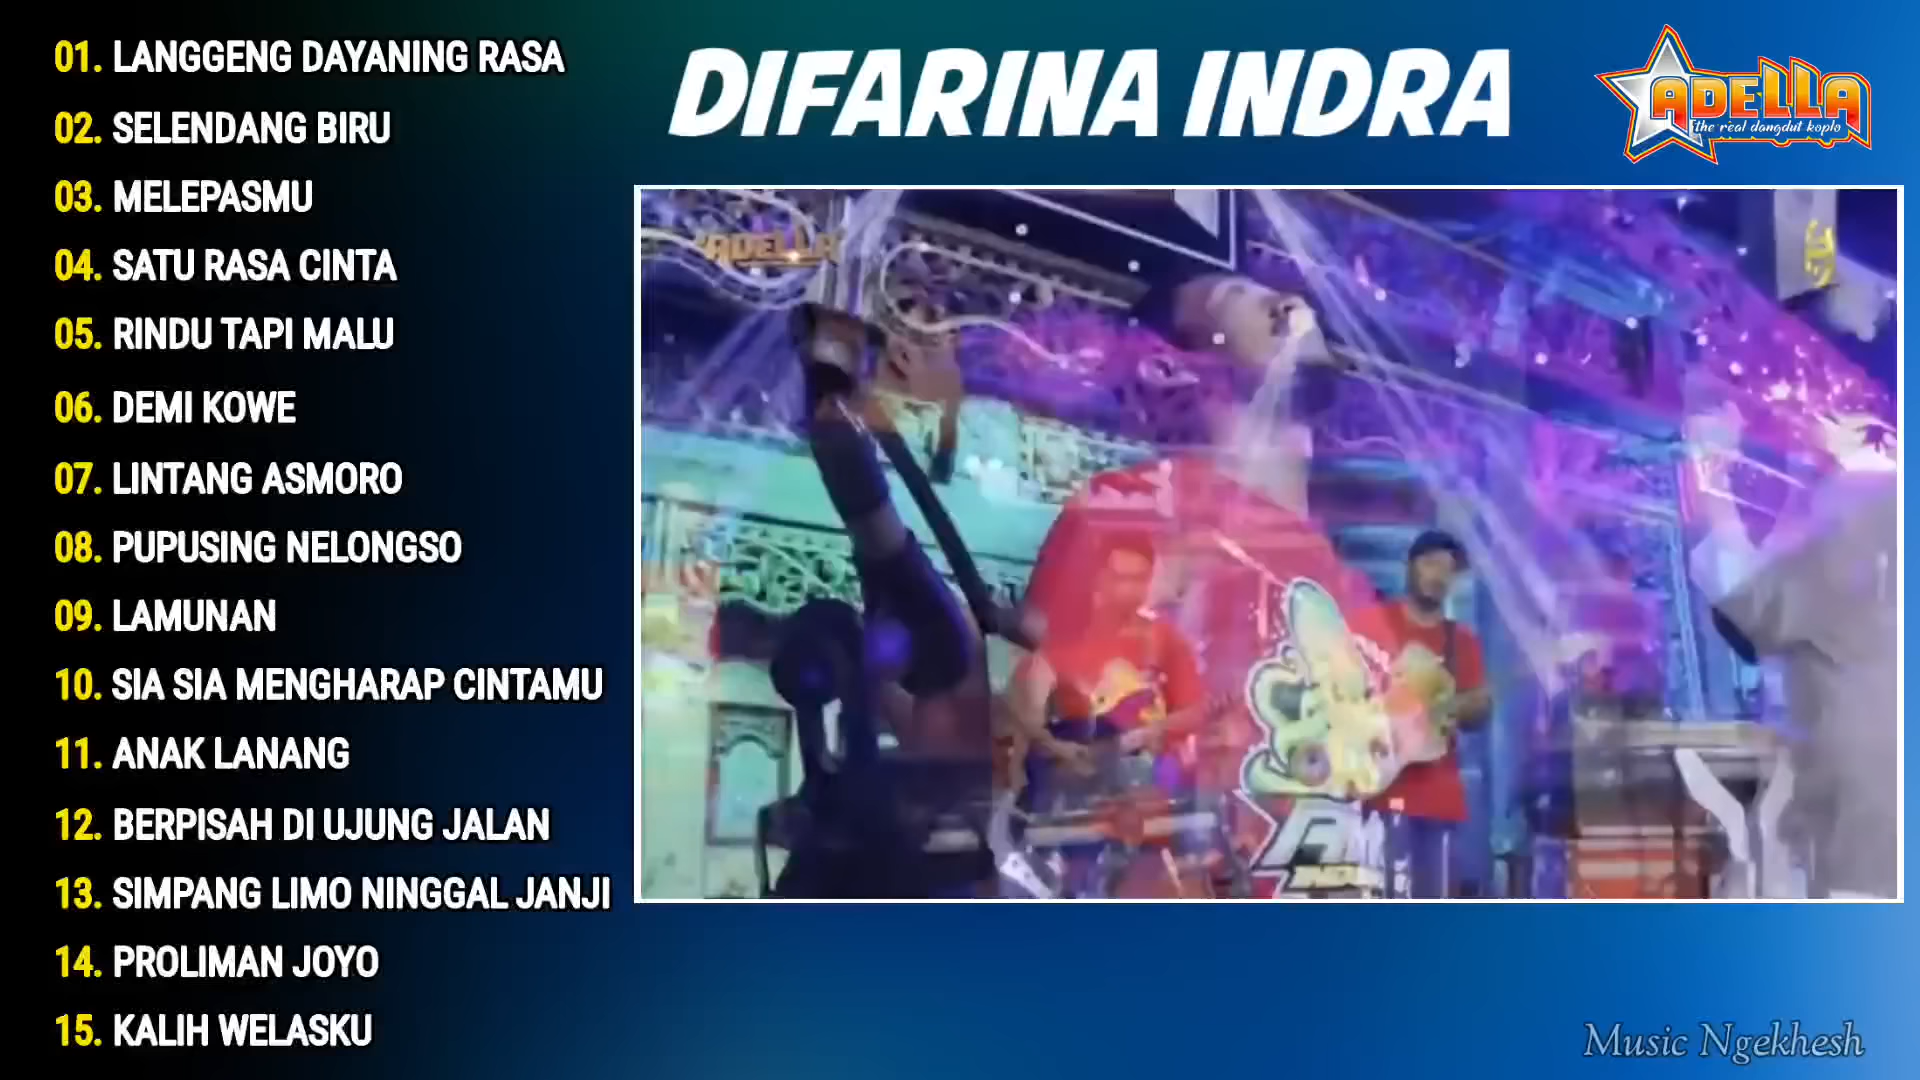 01. LANGGENG DAYANING RASA
02. SELENDANG BIRU
03. MELEPASMU
04. SATU RASA CINTA
05. RINDU TAPI MALU
06. DEMI KOWE
07. LINTANG ASMORO
08. PUPUSING NELONGSO
09. LAMUNAN
10. SIA SIA MENGHARAP CINTAMU
11. ANAK LANANG
12. BERPISAH DI UJUNG JALAN
13. SIMPANG LIMO NINGGAL JANJI
14. PROLIMAN JOYO
15. KALIH WELASKU
DIFARINA INDRA
ADELLA
the real dangdut koplo
ADELLA
Music Ngekhesh